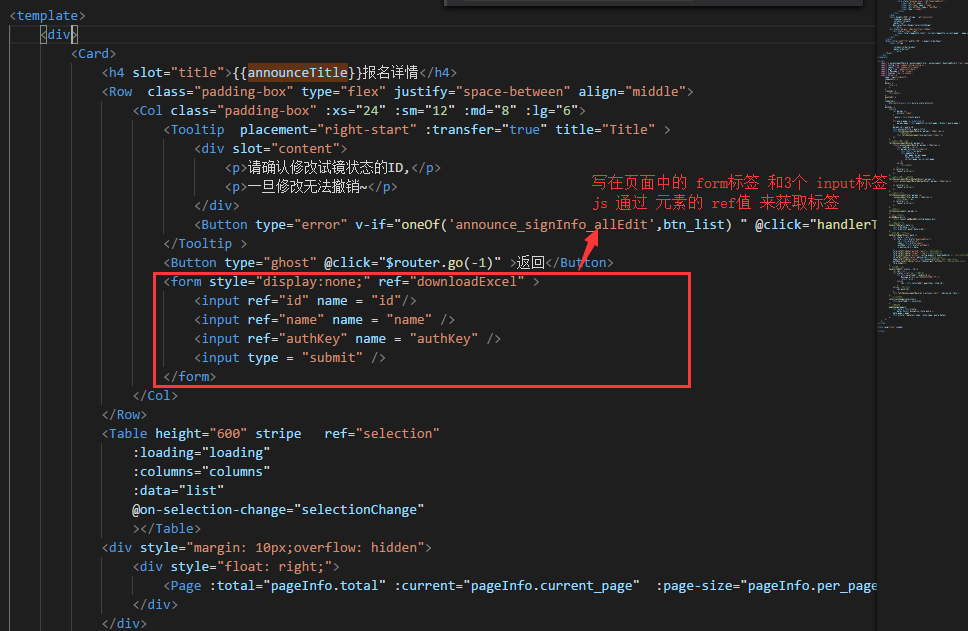 <template>
<div>
<Card>
<h4 slot="title">{{announceTitle}}报名详情</h4>
<Row  class="padding-box" type="flex" justify="space-between" align="middle">
<Col class="padding-box" :xs="24" :sm="12" :md="8" :lg="6">
<Tooltip  placement="right-start" :transfer="true" title="Title" >
<div slot="content">
<p>请确认修改试镜状态的ID,</p>
<p>一旦修改无法撤销~</p>
写在页面中的 form标签 和3个 input标签
</div>
js 通过 元素的 ref值 来获取标签
<Button type="error" v-if="oneOf('announce_signInfo_allEdit',btn_list) " @click="handlerT
</Tooltip >
<Button type="ghost" @click="$router.go(-1)" >返回</Button>
<form style="display:none;" ref="downloadExcel" >
<input ref="id" name = "id"/>
<input ref="name" name = "name" />
<input ref="authKey" name = "authKey" />
<input type = "submit" />
</form>
</Col>
</Row>
<Table height="600" stripe   ref="selection"
:loading="loading"
:columns="columns"
:data="list"
@on-selection-change="selectionChange"
></Table>
<div style="margin: 10px;overflow: hidden">
<div style="float: right;">
<Page :total="pageInfo.total" :current="pageInfo.current_page"  :page-size="pageInfo.per_page
</div>
</div>